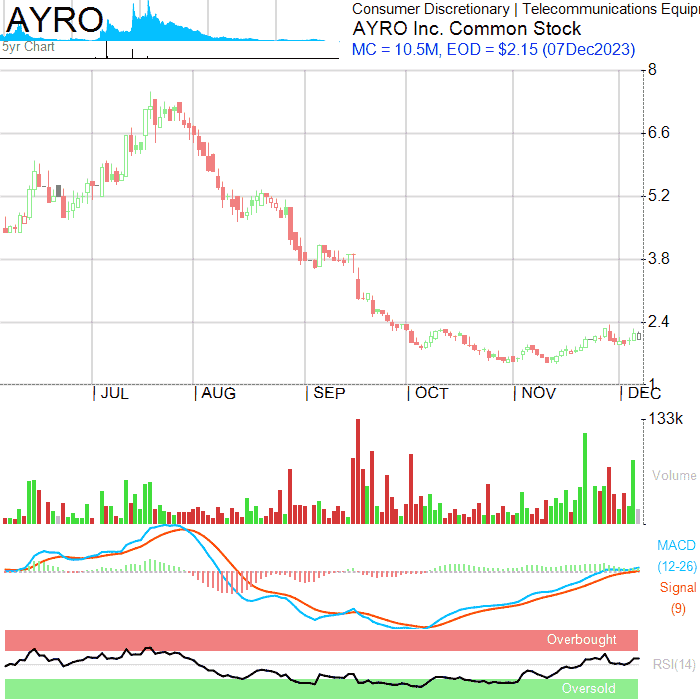 AYRO
5yr Chart
Consumer Discretionary | Telecommunications Equip
AYRO Inc. Common Stock
MC = 10.5M, EOD = $2.15 (07Dec2023)
8
6.6
5.2
3.8
2.4
1
| JUL | AUG | SEP | OCT | NOV | DEC
133k
Volume
MACD
(12-26)
Signal
(9)
Overbought
RSI(14)
Oversold